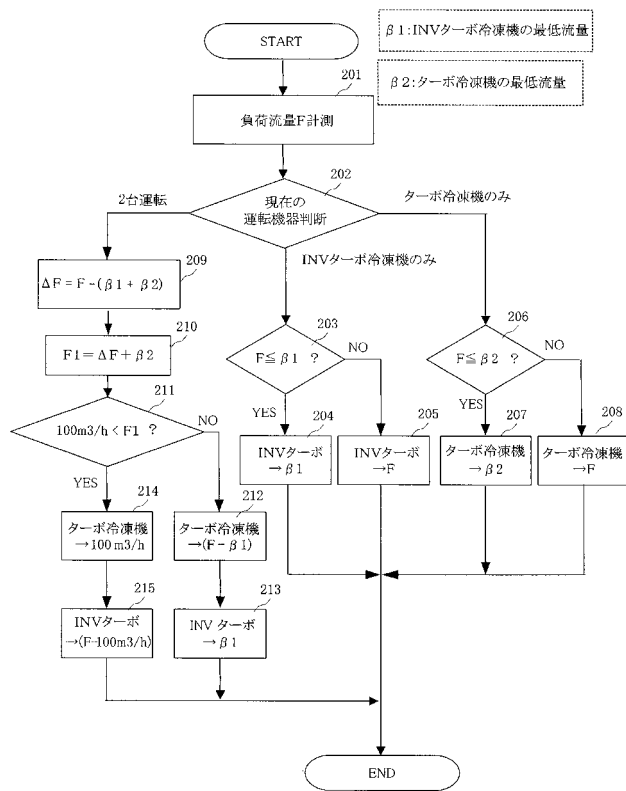 START
β1:INVターボ冷凍機の最低流量
β2:ターボ冷凍機の最低流量
201
負荷流量F計測
202
現在の
運転機器判断
2台運転
ターボ冷凍機のみ
INVターボ冷凍機のみ
209
ΔF=F-(β1+β2)
210
F1=ΔF+β2
211
100m3/h<F1 ?
NO
YES
203
F≦β1 ?
NO
YES
206
F≦β2 ?
NO
YES
204
INVターボ
→β1
205
INVターボ
→F
207
ターボ冷凍機
→β2
208
ターボ冷凍機
→F
214
ターボ冷凍機
→100m3/h
212
ターボ冷凍機
→(F-β1)
215
INVターボ
→(F-100m3/h)
213
INVターボ
→β1
END